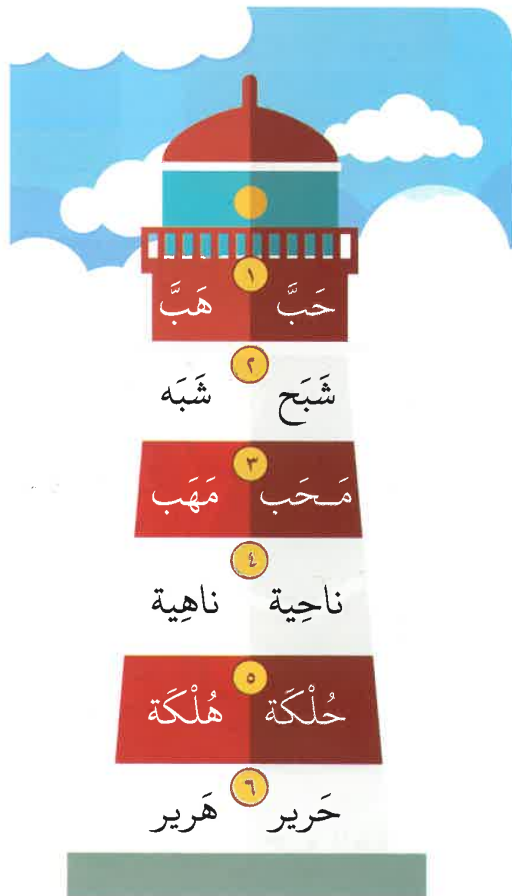 ١
حَبَّ هَبَّ
٢
شَبَح شَبَه
٣
مَـحَب مَهَب
٤
ناحِية ناهِية
٥
حُلْكَة هُلْكَة
٦
حَرير هَرير